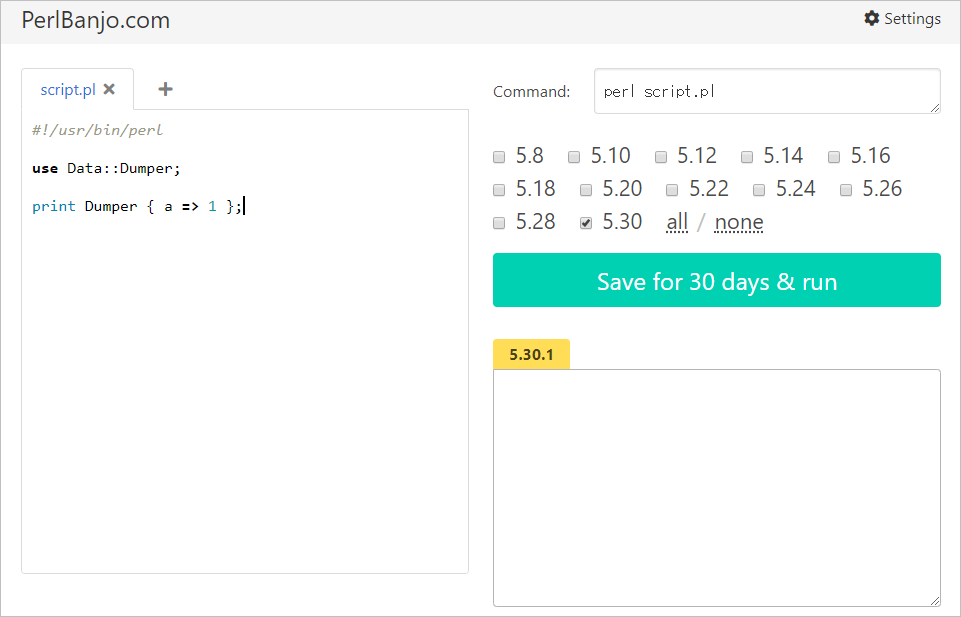 PerlBanjo.com
Settings
script.pl
#!/usr/bin/perl
use Data::Dumper;
print Dumper { a => 1 };
Command:
perl script.pl
5.8 5.10 5.12 5.14 5.16
5.18 5.20 5.22 5.24 5.26
5.28 5.30 all / none
Save for 30 days & run
5.30.1